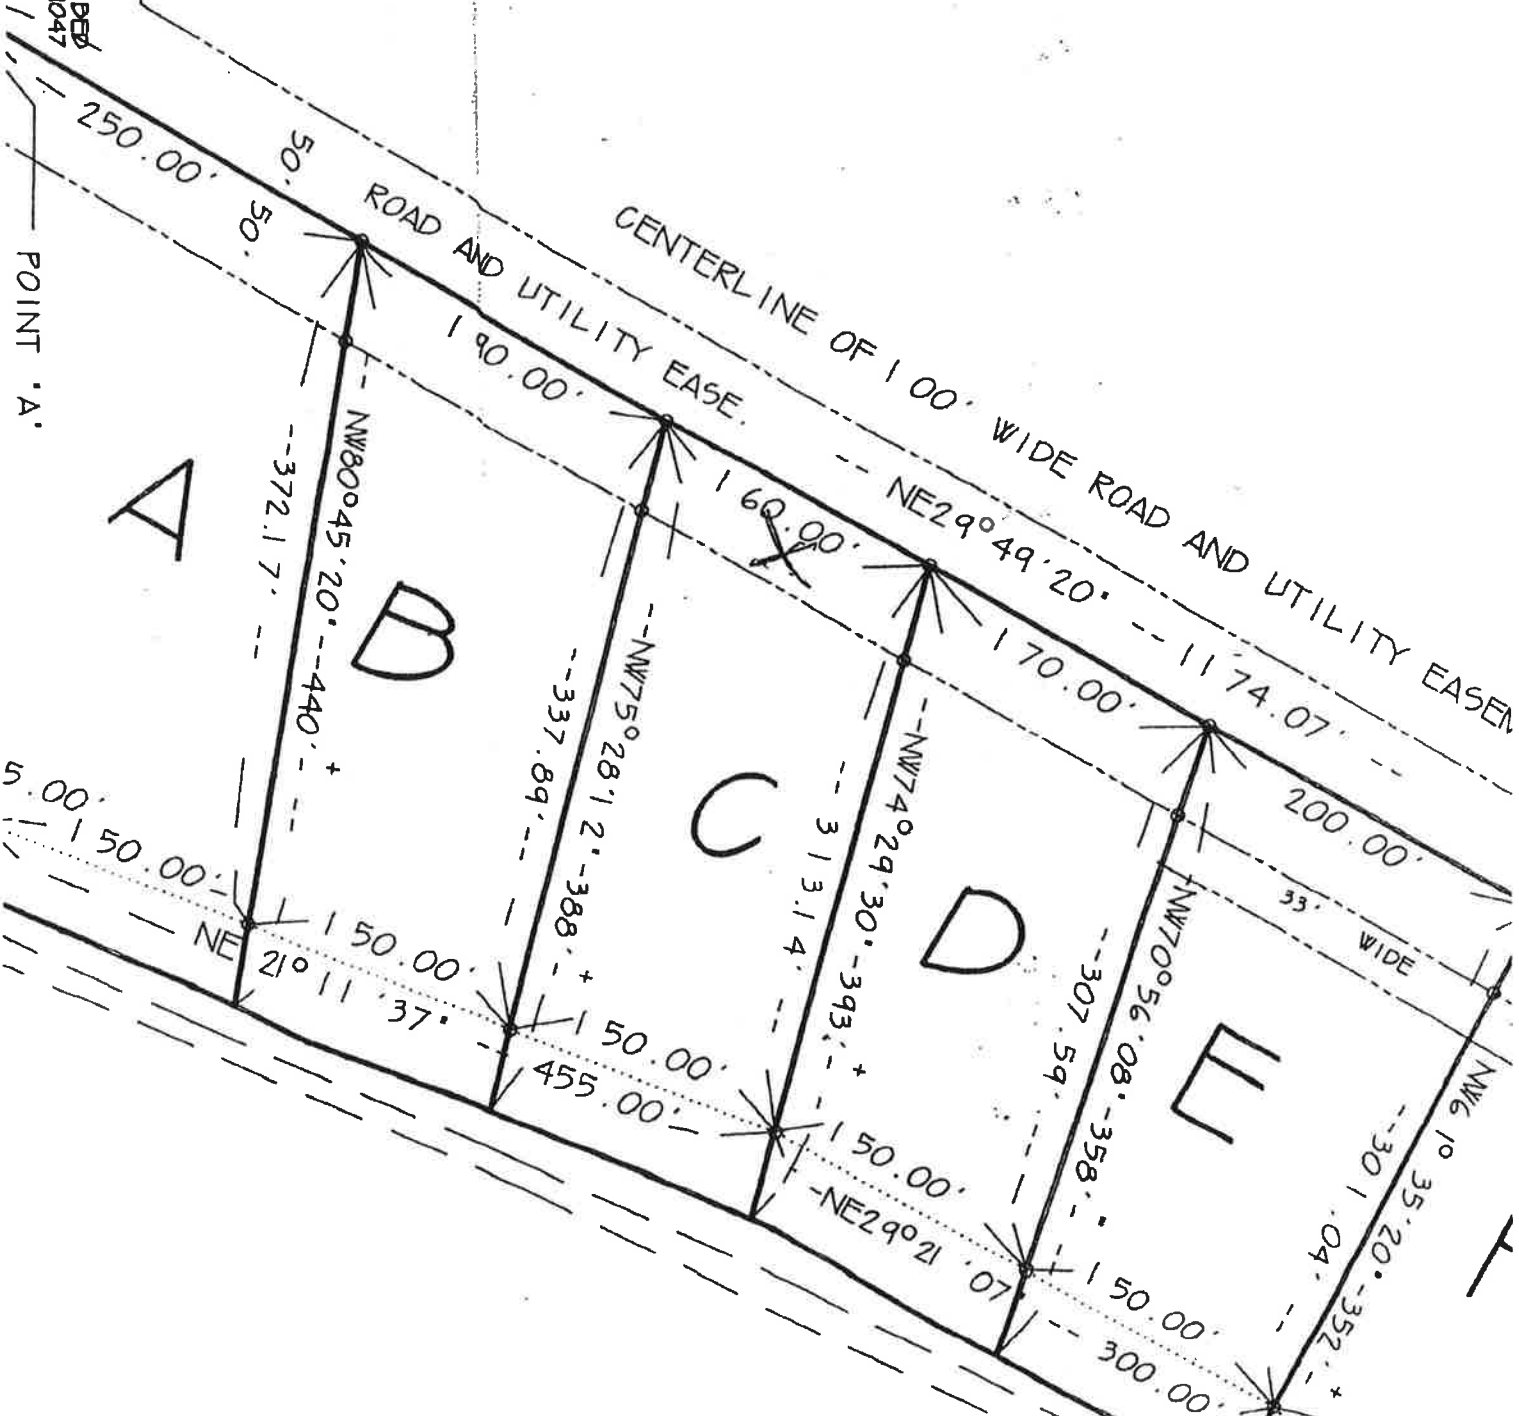 DED
1047
250.00'
50'
50'
POINT 'A'
ROAD AND UTILITY EASE.
CENTERLINE OF 100' WIDE ROAD AND UTILITY EASEM
190.00'
160.00'
-- NE29°49'20" -- 1174.07' --
170.00'
200.00'
A
--372.17' --
NW80°45'20"--440' - + --
B
--337.89'--
--NW75°28'12"-388' +
X
C
-- 313.14' --
--NW74°29'30"-393'- + -
D
--307.59' --
NW70°56'08"-358'-
33' WIDE
E
--301.04' --
NW61°35'20"-352'- +
5.00'
150.00'-
NE 21°11'37" -- 455.00'-
150.00'
150.00'
150.00'
-NE29°21'07" -- 300.00'
150.00'